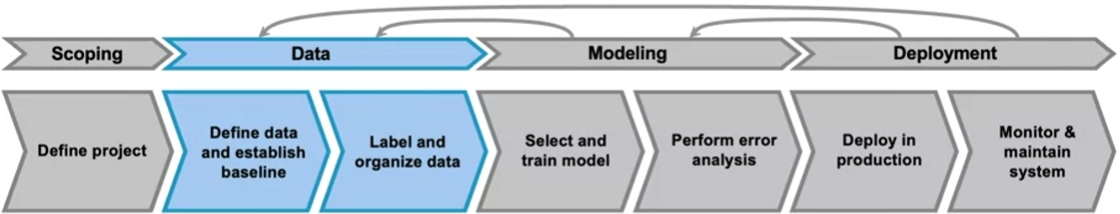 Scoping
Data
Modeling
Deployment
Define project
Define data
and establish
baseline
Label and
organize data
Select and
train model
Perform error
analysis
Deploy in
production
Monitor &
maintain
system